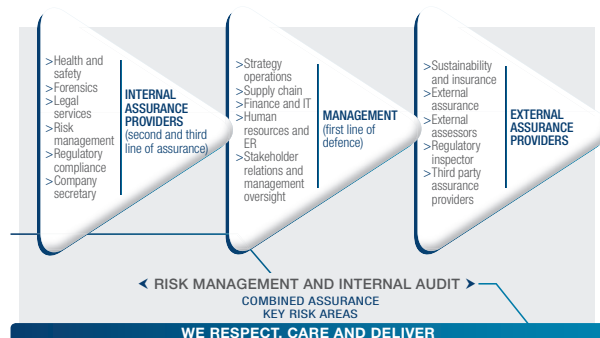 >Health and
safety
>Forensics
>Legal
services
>Risk
management
>Regulatory
compliance
>Company
secretary
INTERNAL
ASSURANCE
PROVIDERS
(second and third
line of assurance)
>Strategy
operations
>Supply chain
>Finance and IT
>Human
resources and
ER
>Stakeholder
relations and
management
oversight
MANAGEMENT
(first line of
defence)
>Sustainability
and insurance
>External
assurance
>External
assessors
>Regulatory
inspector
>Third party
assurance
providers
EXTERNAL
ASSURANCE
PROVIDERS
RISK MANAGEMENT AND INTERNAL AUDIT
COMBINED ASSURANCE
KEY RISK AREAS
WE RESPECT, CARE AND DELIVER